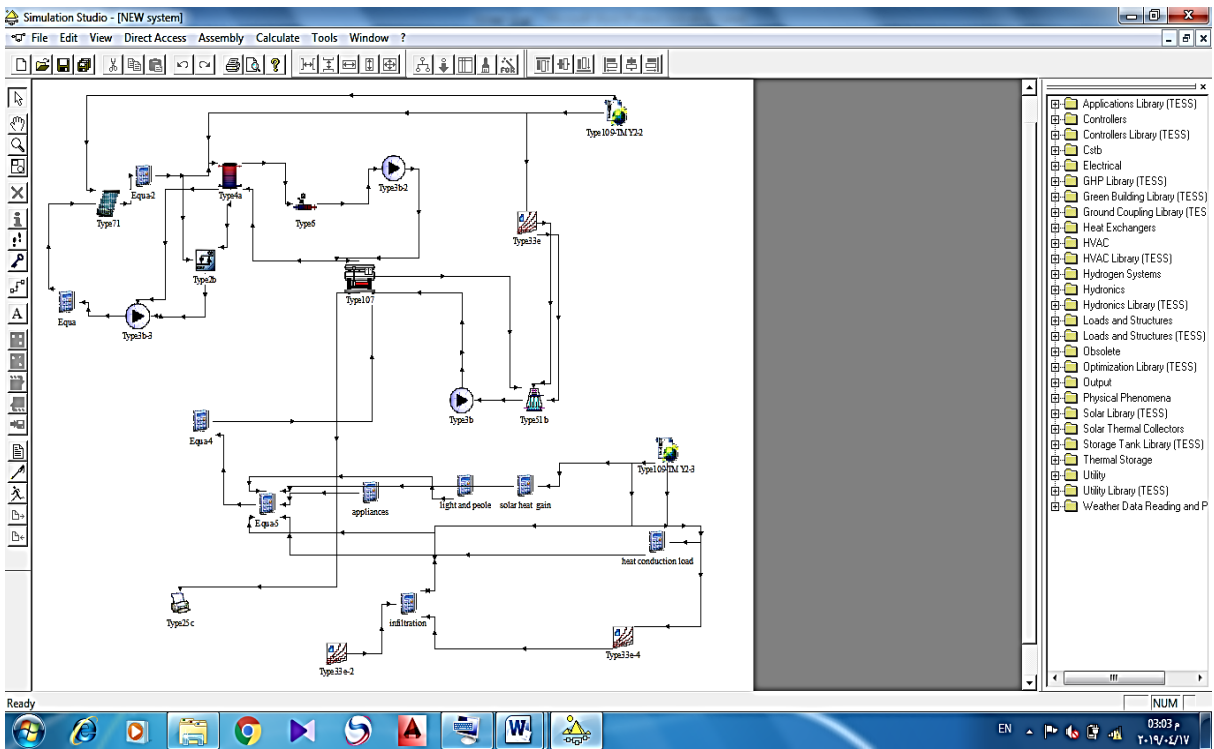 Simulation Studio - [NEW system]
File Edit View Direct Access Assembly Calculate Tools Window ?
FOR
A
Type109-TMY2-2
Equa-2
Type71
Type4a
Type6
Type3b-2
Type33e
Type2b
Type107
Equa
Type3b-3
Type3b
Type51b
Equa-4
Type109-TMY2-3
appliances
light and peole
solar heat gain
Equa-5
heat conduction load
Type25c
infiltration
Type33e-2
Type33e-4
Applications Library (TESS)
Controllers
Controllers Library (TESS)
Cstb
Electrical
GHP Library (TESS)
Green Building Library (TESS)
Ground Coupling Library (TES
Heat Exchangers
HVAC
HVAC Library (TESS)
Hydrogen Systems
Hydronics
Hydronics Library (TESS)
Loads and Structures
Loads and Structures (TESS)
Obsolete
Optimization Library (TESS)
Output
Physical Phenomena
Solar Library (TESS)
Solar Thermal Collectors
Storage Tank Library (TESS)
Thermal Storage
Utility
Utility Library (TESS)
Weather Data Reading and P
Ready
NUM
EN
03:03 م
٢٠١٩/٠٤/١٧